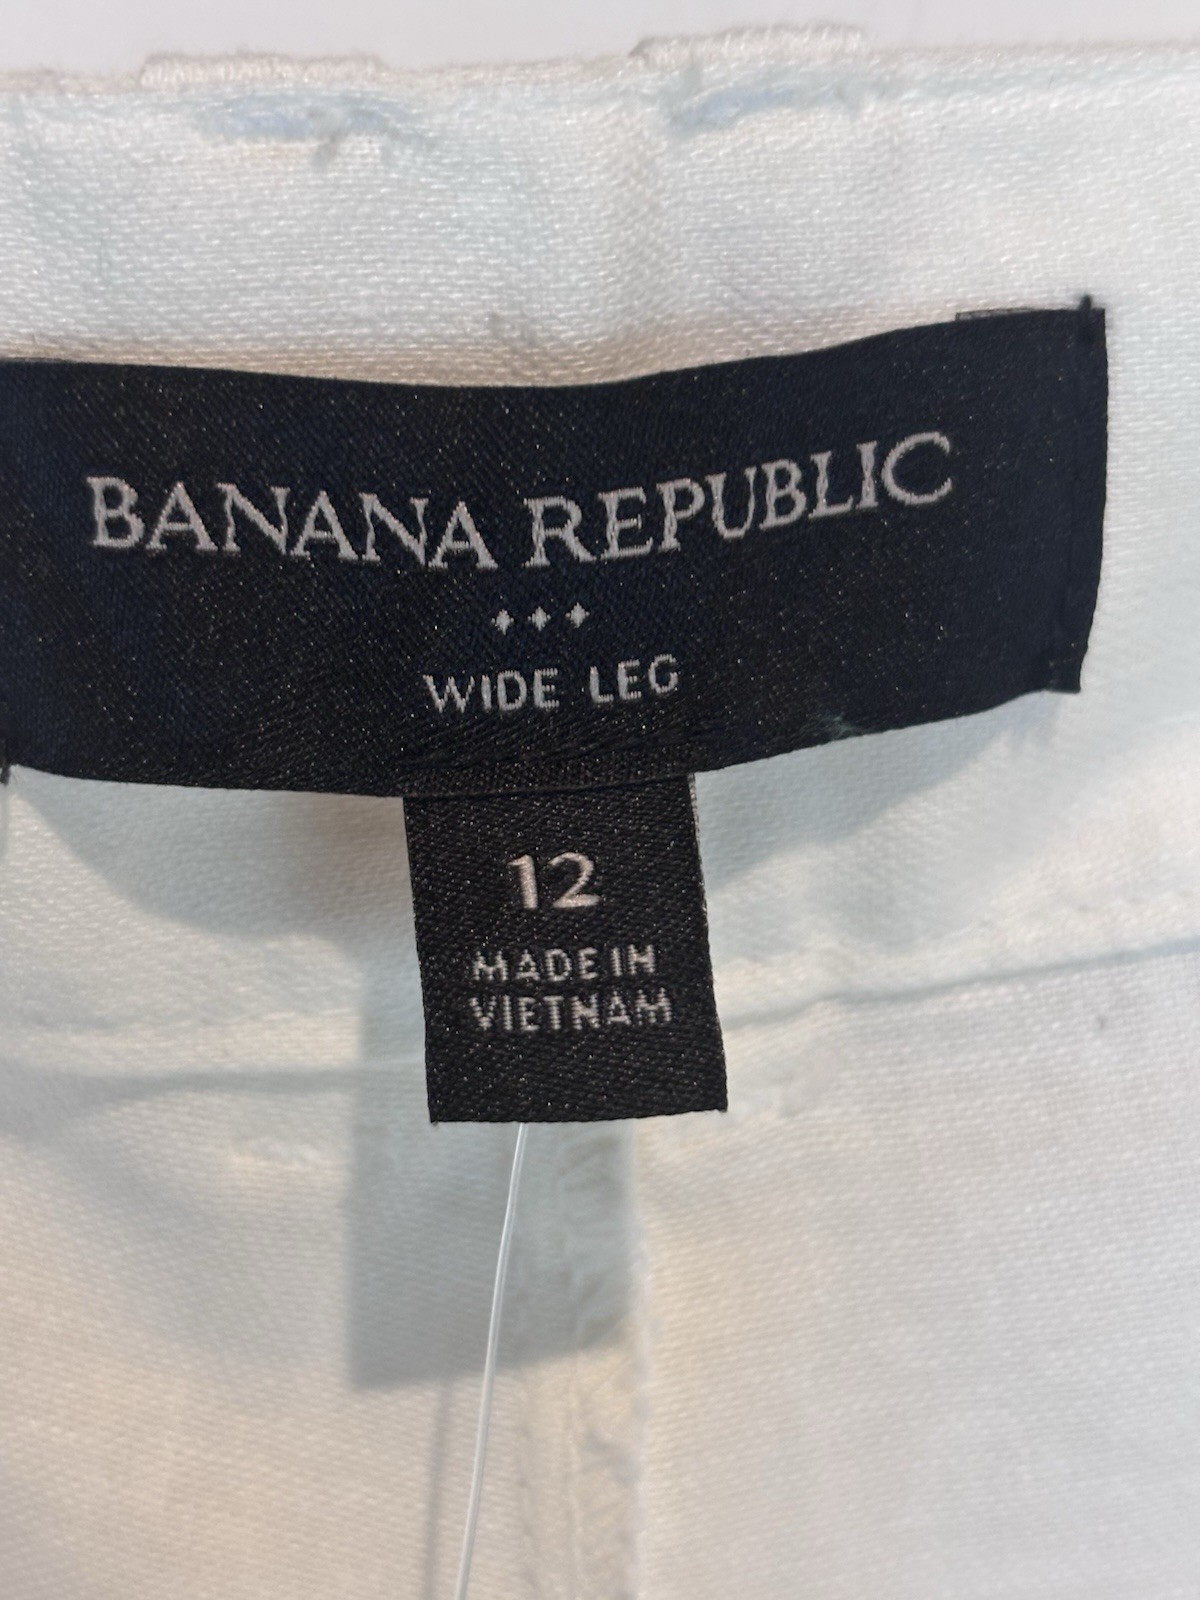 BANANA REPUBLIC
WIDE LEG
12
MADE IN
VIETNAM